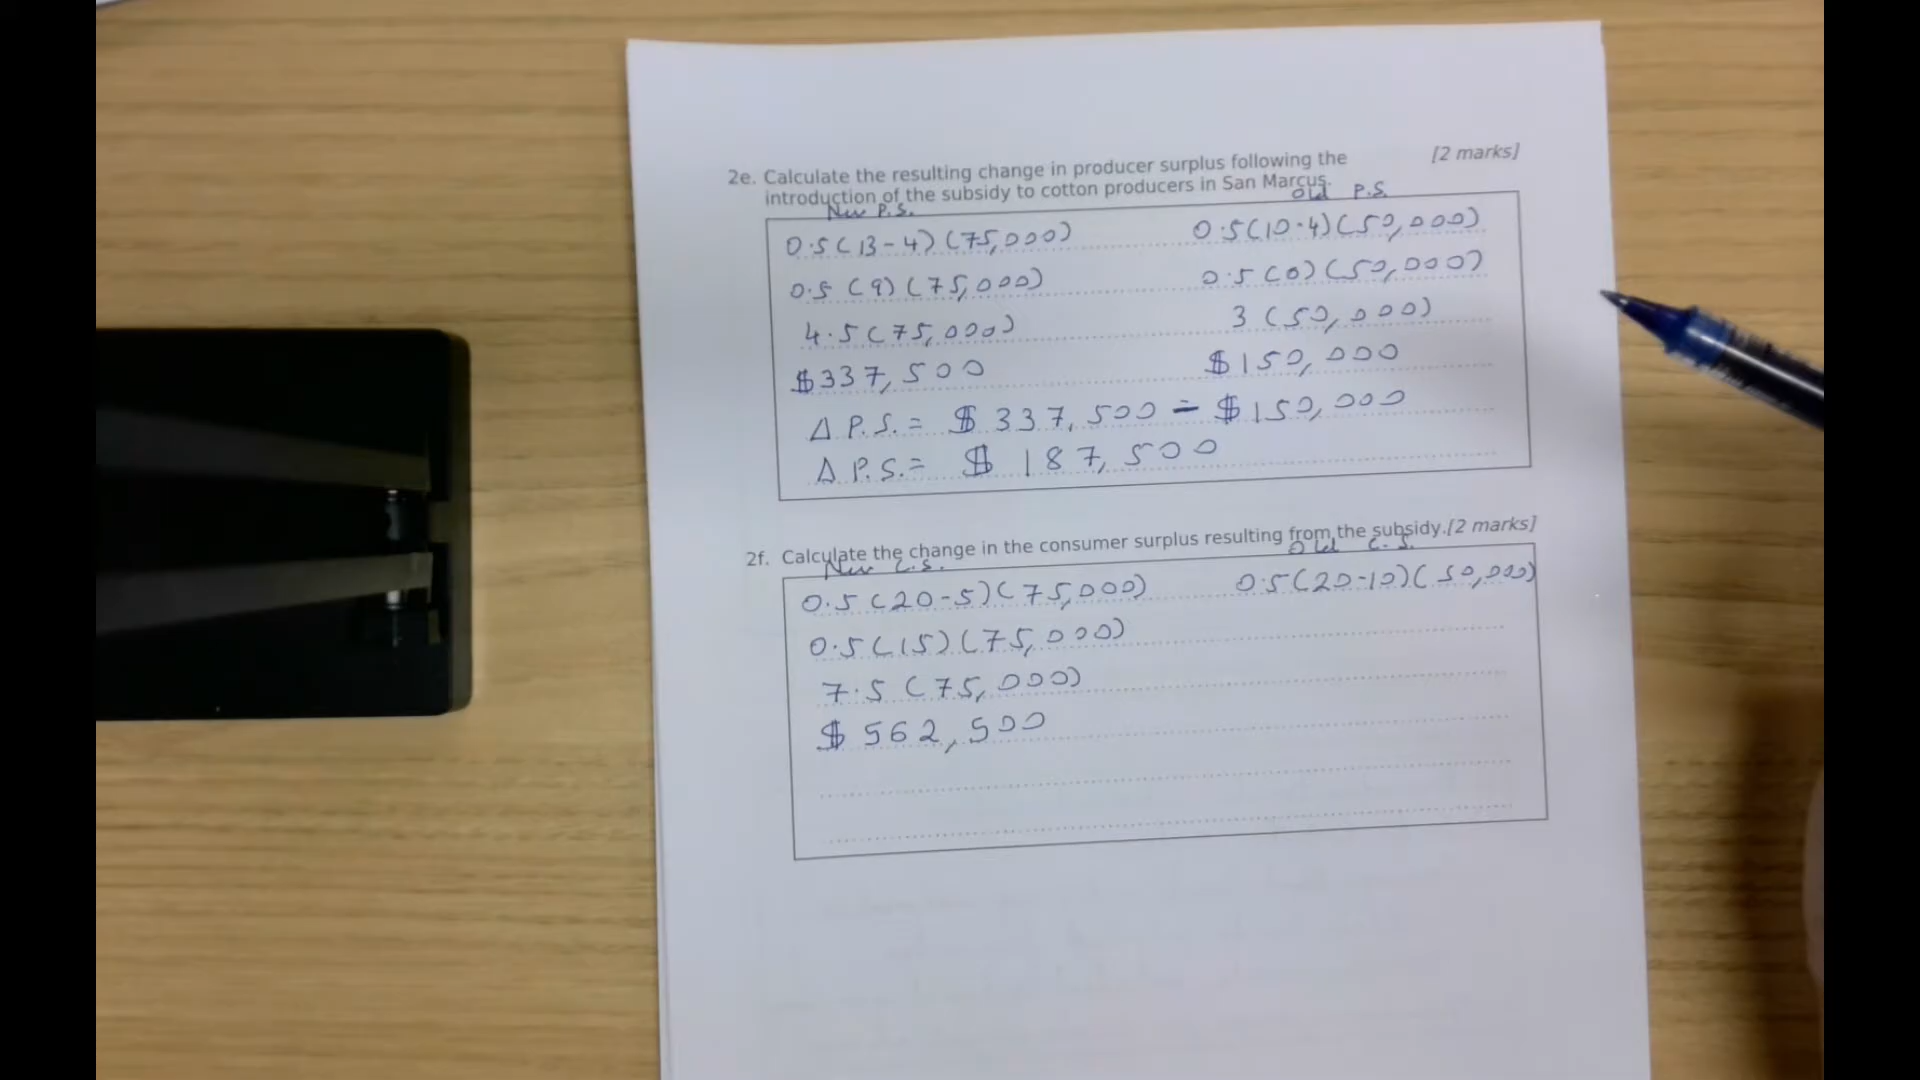 2e. Calculate the resulting change in producer surplus following the [2 marks]
introduction of the subsidy to cotton producers in San Marcus.
New P.S. Old P.S.
0.5(13-4)(75,000) 0.5(10-4)(50,000)
0.5(9)(75,000) 0.5(6)(50,000)
4.5(75,000) 3(50,000)
$337,500 $150,000
Δ P.S. = $337,500 - $150,000
Δ P.S. = $187,500
2f. Calculate the change in the consumer surplus resulting from the subsidy.[2 marks]
New C.S. Old C.S.
0.5(20-5)(75,000) 0.5(20-10)(50,000)
0.5(15)(75,000)
7.5(75,000)
$562,500